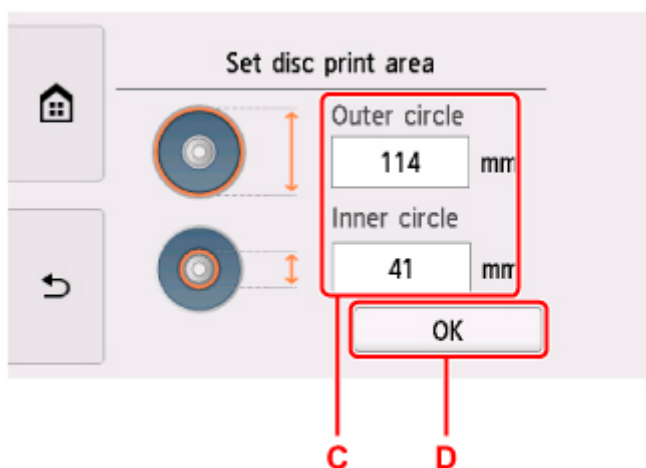 Set disc print area
Outer circle
114 mm
Inner circle
41 mm
OK
C D